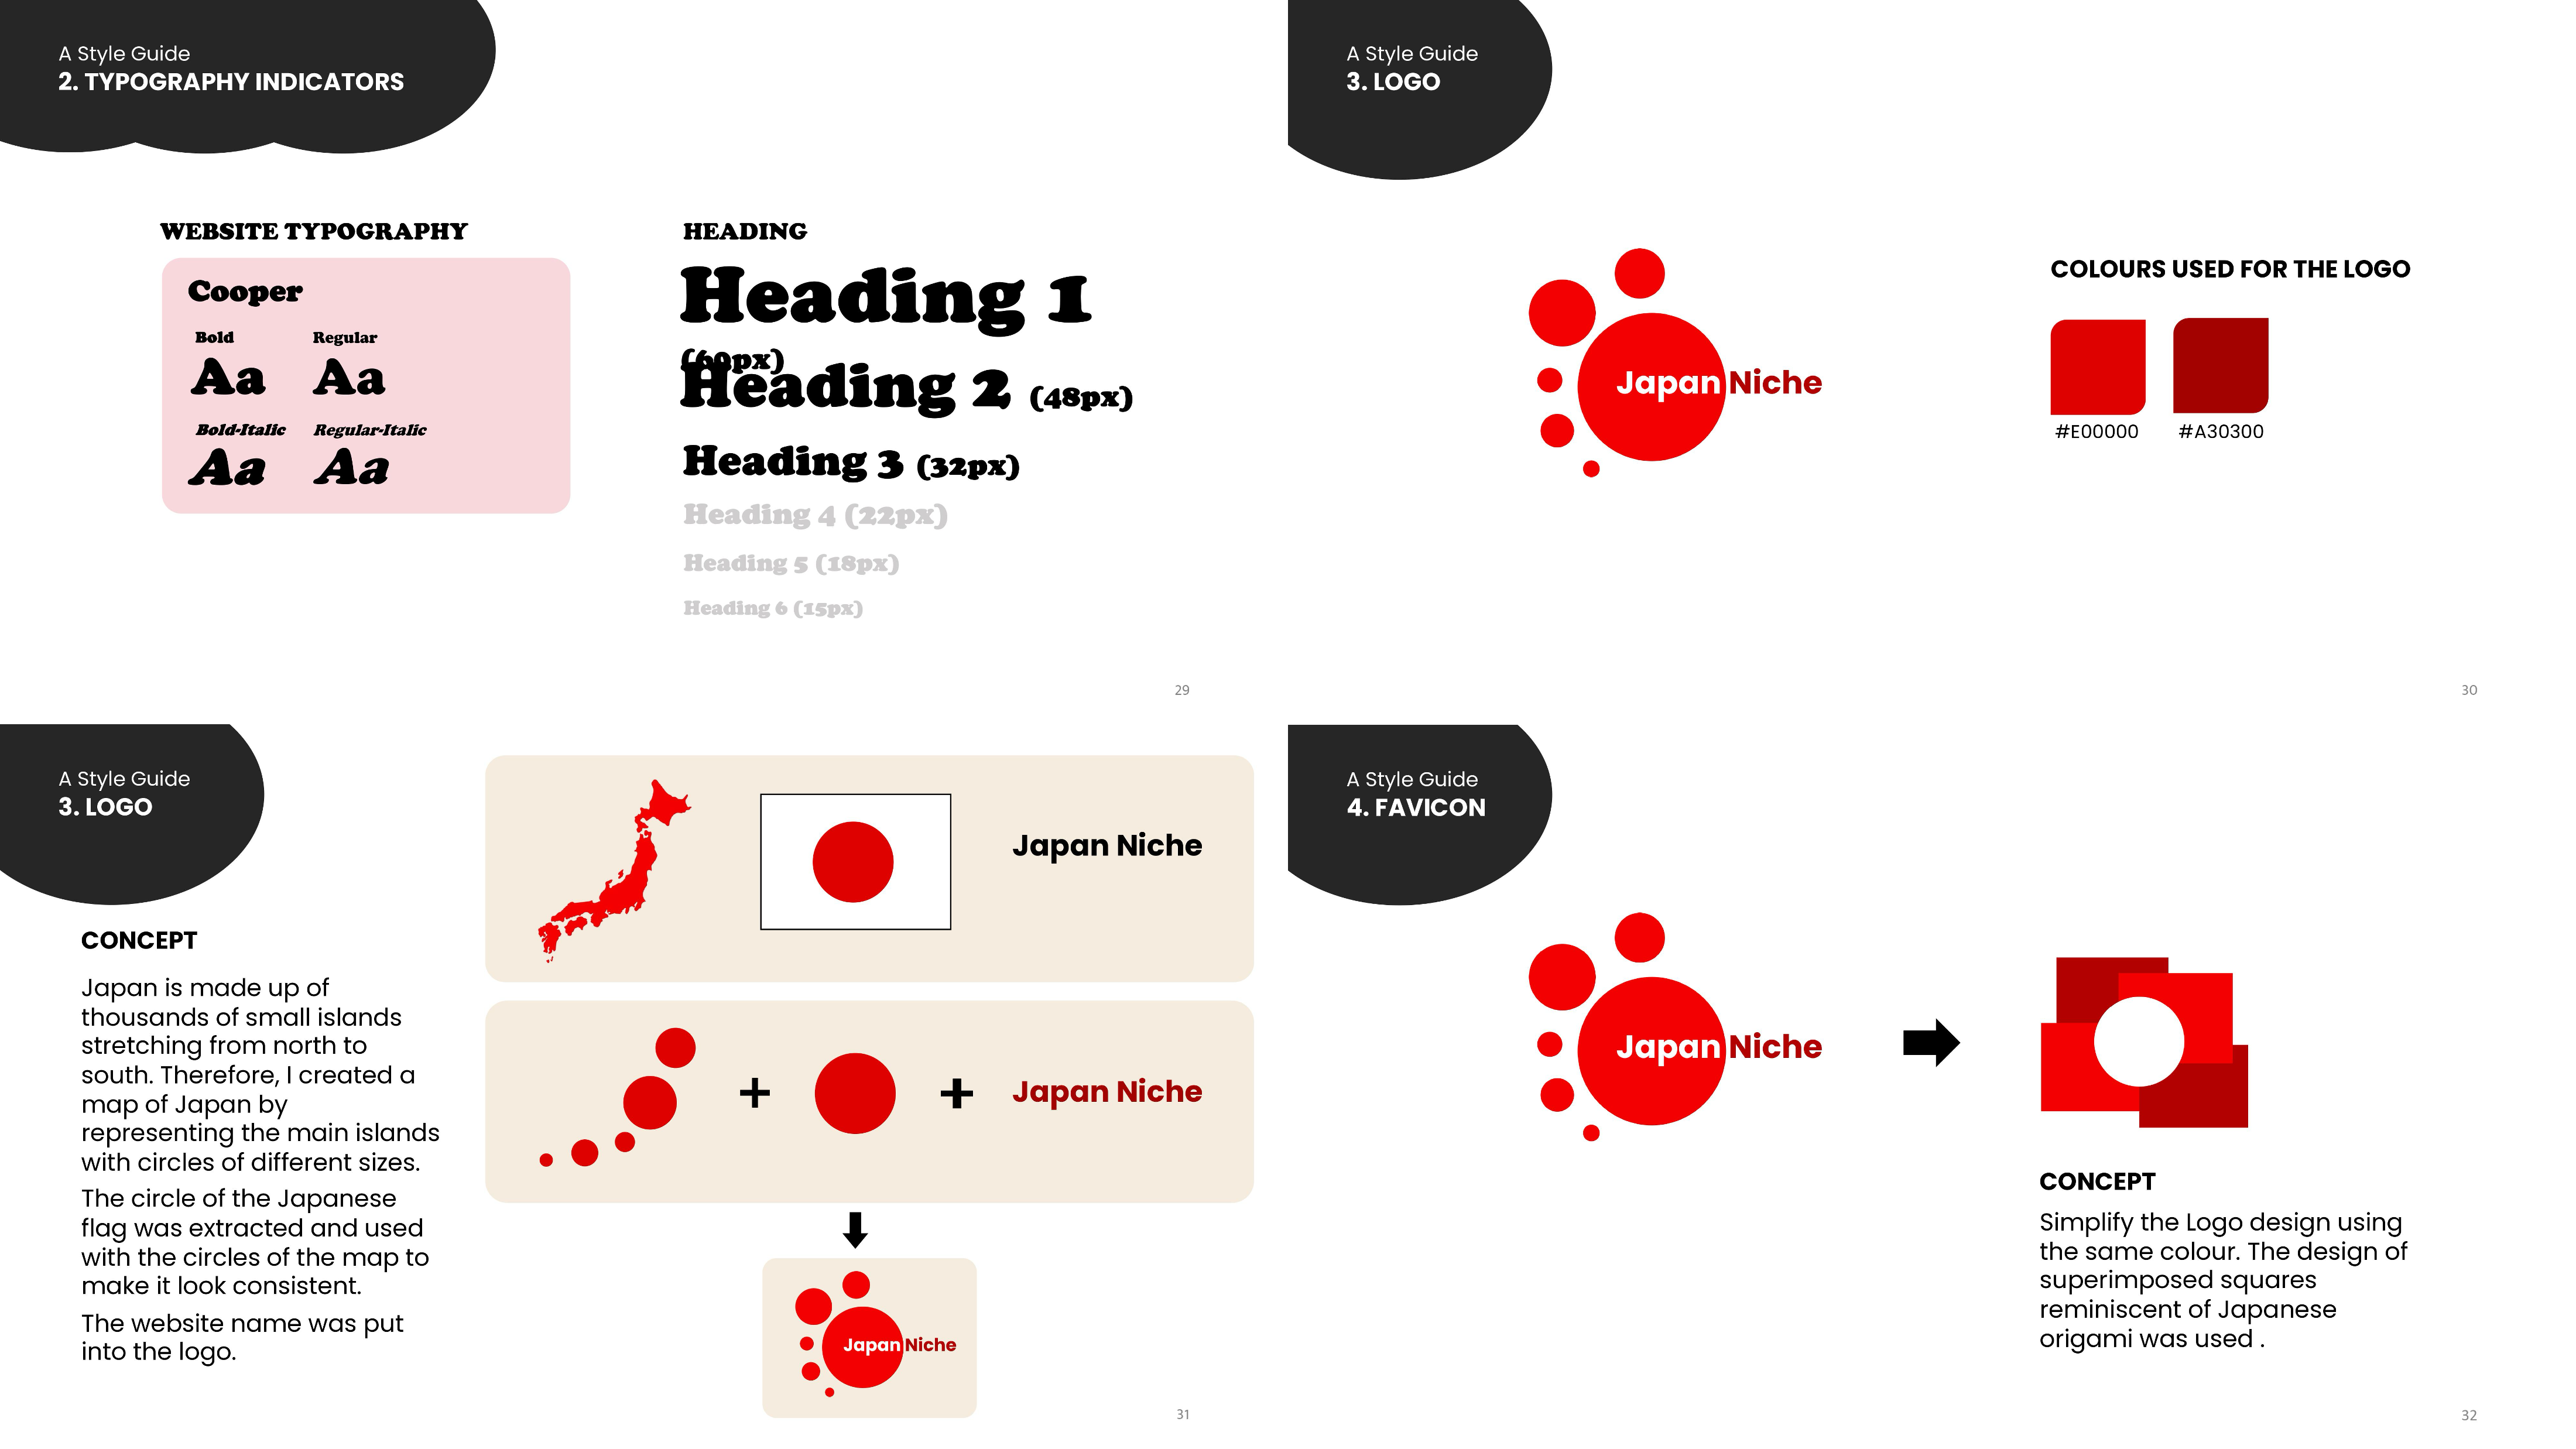 A Style Guide
2. TYPOGRAPHY INDICATORS
WEBSITE TYPOGRAPHY
Cooper
Bold Regular
Aa Aa
Bold-Italic Regular-Italic
Aa Aa
HEADING
Heading 1
(60px)
Heading 2 (48px)
Heading 3 (32px)
Heading 4 (22px)
Heading 5 (18px)
Heading 6 (15px)
29
A Style Guide
3. LOGO
Japan Niche
COLOURS USED FOR THE LOGO
#E00000 #A30300
30
A Style Guide
3. LOGO
CONCEPT
Japan is made up of
thousands of small islands
stretching from north to
south. Therefore, I created a
map of Japan by
representing the main islands
with circles of different sizes.
The circle of the Japanese
flag was extracted and used
with the circles of the map to
make it look consistent.
The website name was put
into the logo.
Japan Niche
+ + Japan Niche
Japan Niche
31
A Style Guide
4. FAVICON
Japan Niche
CONCEPT
Simplify the Logo design using
the same colour. The design of
superimposed squares
reminiscent of Japanese
origami was used .
32